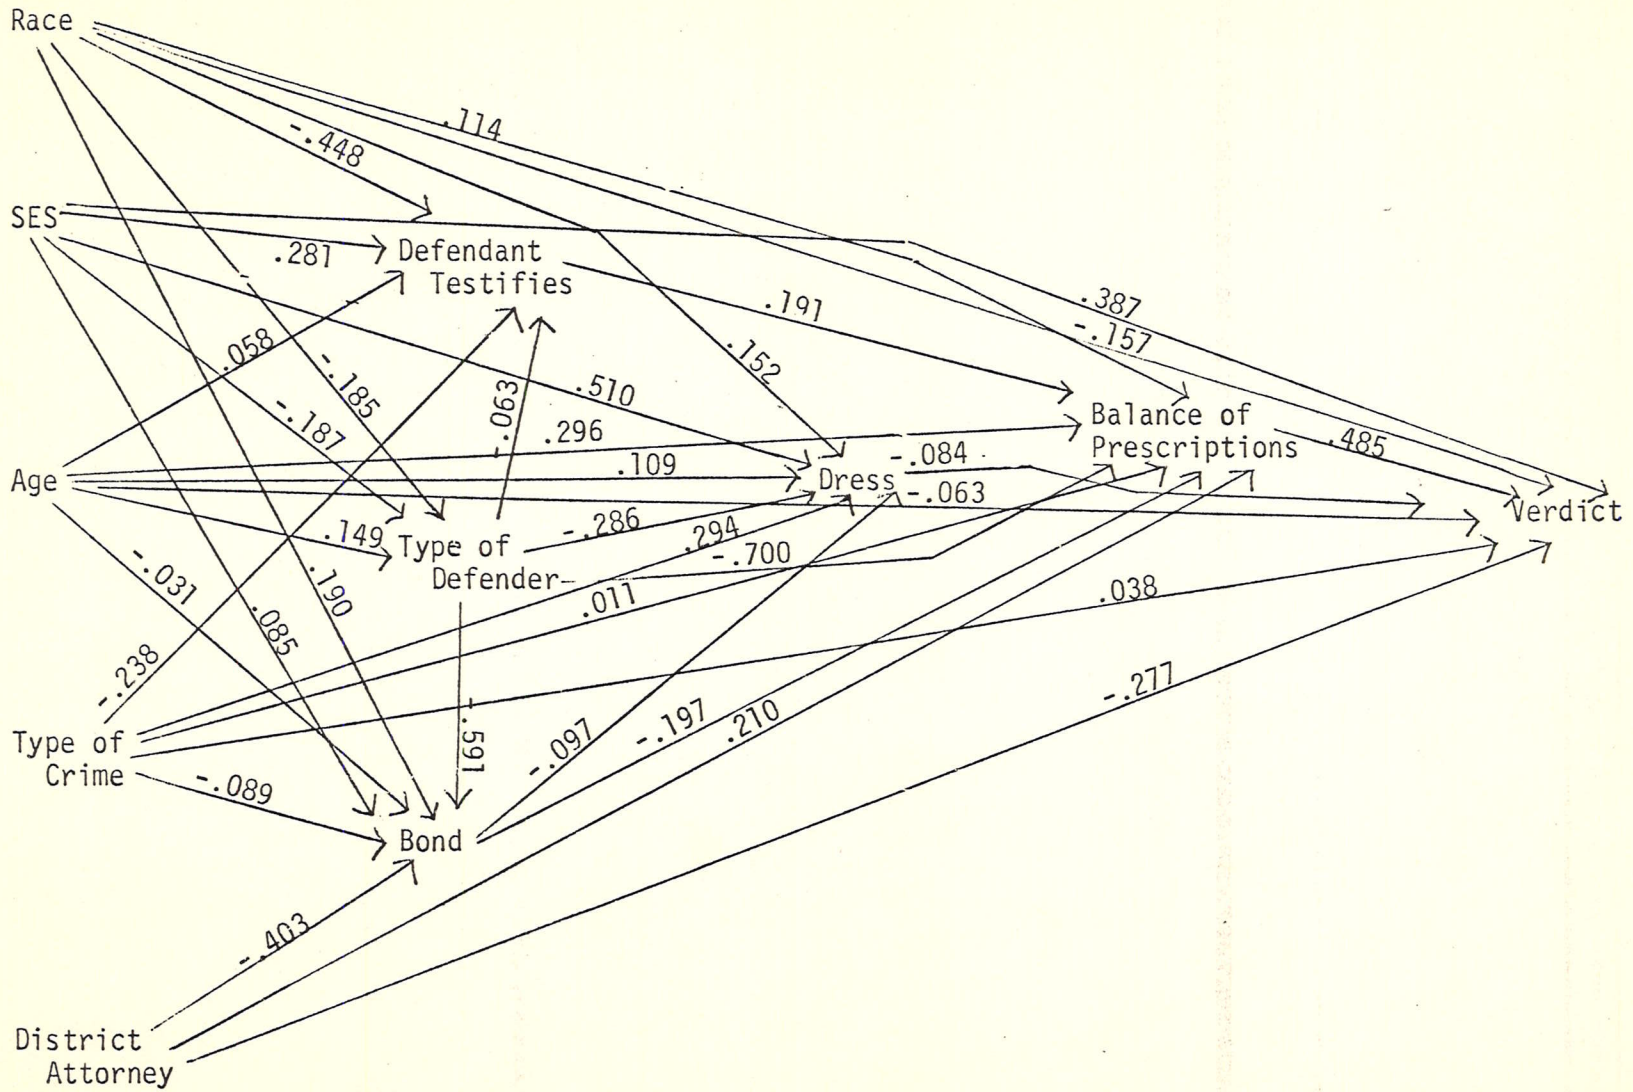 Race
.114
-.448
SES
.281
Defendant
Testifies
.191
.387
-.157
.058
-.185
.152
-.187
.510
-.063
.296
Balance of
Prescriptions
.485
Age
.109
Dress
-.084
-.063
Verdict
.149
Type of
Defender
-.286
.294
-.700
-.031
.190
.085
.011
.038
-.238
-.591
-.277
Type of
Crime
-.089
-.097
-.197
.210
Bond
-.403
District
Attorney